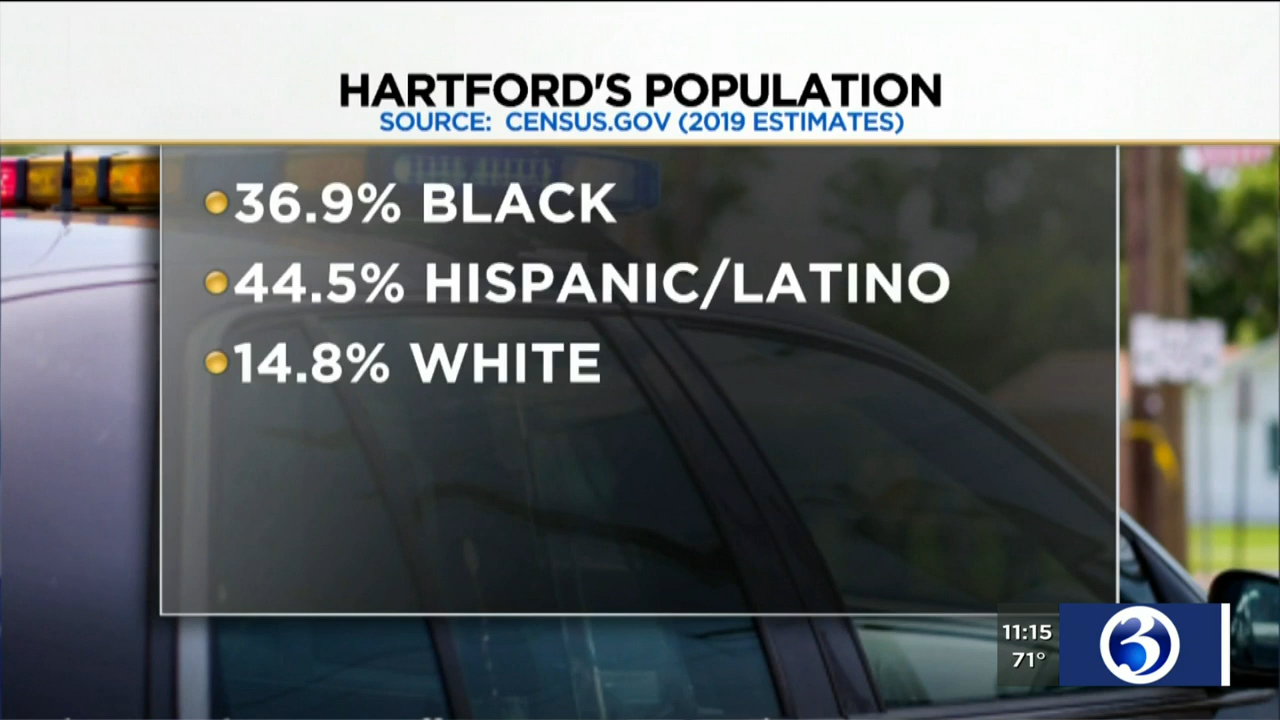 HARTFORD'S POPULATION
SOURCE: CENSUS.GOV (2019 ESTIMATES)
36.9% BLACK
44.5% HISPANIC/LATINO
14.8% WHITE
11:15
71°
3